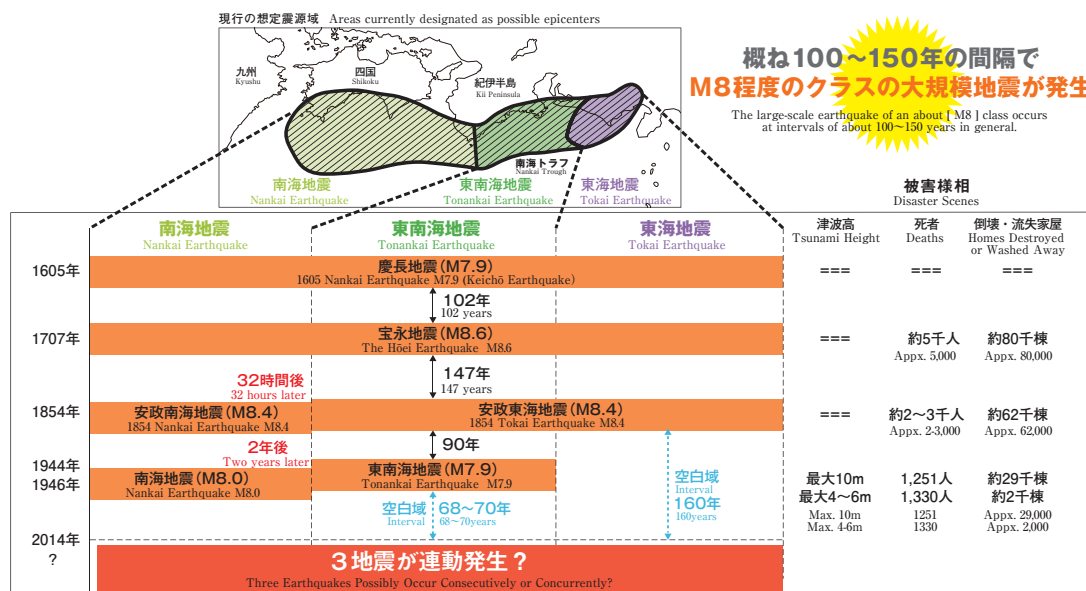 現行の想定震源域 Areas currently designated as possible epicenters
九州
Kyushu
四国
Shikoku
紀伊半島
Kii Peninsula
南海トラフ
Nankai Trough
南海地震
Nankai Earthquake
東南海地震
Tonankai Earthquake
東海地震
Tokai Earthquake
概ね100〜150年の間隔で
M8程度のクラスの大規模地震が発生
The large-scale earthquake of an about [ M8 ] class occurs
at intervals of about 100〜150 years in general.
被害様相
Disaster Scenes
南海地震
Nankai Earthquake
東南海地震
Tonankai Earthquake
東海地震
Tokai Earthquake
津波高
Tsunami Height
死者
Deaths
倒壊・流失家屋
Homes Destroyed
or Washed Away
1605年
慶長地震(M7.9)
1605 Nankai Earthquake M7.9 (Keichō Earthquake)
===
===
===
102年
102 years
1707年
宝永地震(M8.6)
The Hōei Earthquake M8.6
===
約5千人
Appx. 5,000
約80千棟
Appx. 80,000
147年
147 years
32時間後
32 hours later
1854年
安政南海地震(M8.4)
1854 Nankai Earthquake M8.4
安政東海地震(M8.4)
1854 Tokai Earthquake M8.4
===
約2〜3千人
Appx. 2-3,000
約62千棟
Appx. 62,000
2年後
Two years later
90年
1944年
1946年
南海地震(M8.0)
Nankai Earthquake M8.0
東南海地震(M7.9)
Tonankai Earthquake M7.9
空白域
Interval
160年
160years
最大10m
最大4〜6m
Max. 10m
Max. 4-6m
1,251人
1,330人
1251
1330
約29千棟
約2千棟
Appx. 29,000
Appx. 2,000
空白域
Interval
68〜70年
68〜70years
2014年
?
3地震が連動発生？
Three Earthquakes Possibly Occur Consecutively or Concurrently?